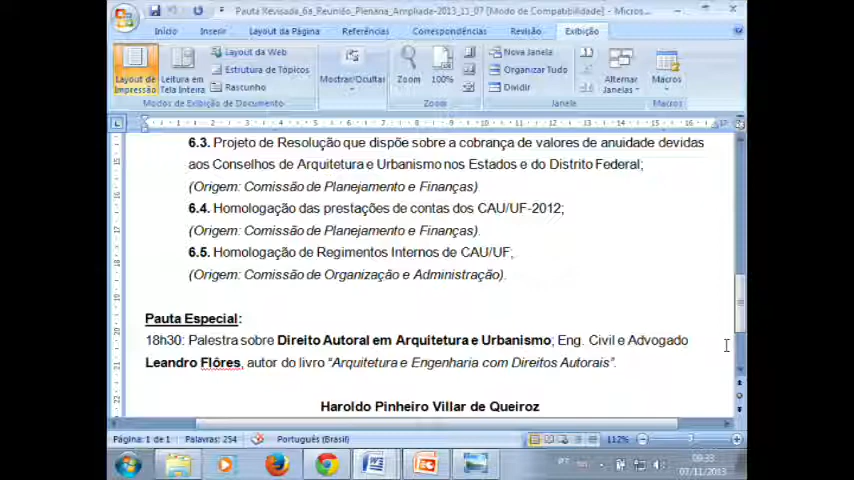 Pauta Revisada_6a_Reunião_Plenaria_Ampliada-2013_11_07 [Modo de Compatibilidade] - Micros...
Início Inserir Layout da Página Referências Correspondências Revisão Exibição
Layout de Impressão
Leitura em Tela Inteira
Layout da Web
Estrutura de Tópicos
Rascunho
Modos de Exibição de Documento
Mostrar/Ocultar
Zoom
100%
Zoom
Nova Janela
Organizar Tudo
Dividir
Alternar Janelas
Janela
Macros
Macros
6.3. Projeto de Resolução que dispõe sobre a cobrança de valores de anuidade devidas
aos Conselhos de Arquitetura e Urbanismo nos Estados e do Distrito Federal;
(Origem: Comissão de Planejamento e Finanças)
6.4. Homologação das prestações de contas dos CAU/UF-2012;
(Origem: Comissão de Planejamento e Finanças).
6.5. Homologação de Regimentos Internos de CAU/UF;
(Origem: Comissão de Organização e Administração).
Pauta Especial:
18h30: Palestra sobre Direito Autoral em Arquitetura e Urbanismo; Eng. Civil e Advogado
Leandro Flôres, autor do livro “Arquitetura e Engenharia com Direitos Autorais”.
Haroldo Pinheiro Villar de Queiroz
Página: 1 de 1 Palavras: 254 Português (Brasil) 112%
PT 09:33
07/11/2013